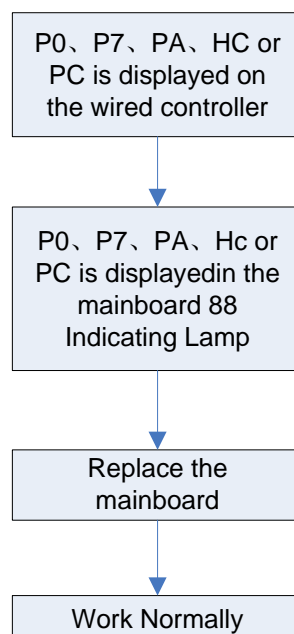 P0、P7、PA、HC or
PC is displayed on
the wired controller
P0、P7、PA、Hc or
PC is displayedin the
mainboard 88
Indicating Lamp
Replace the
mainboard
Work Normally